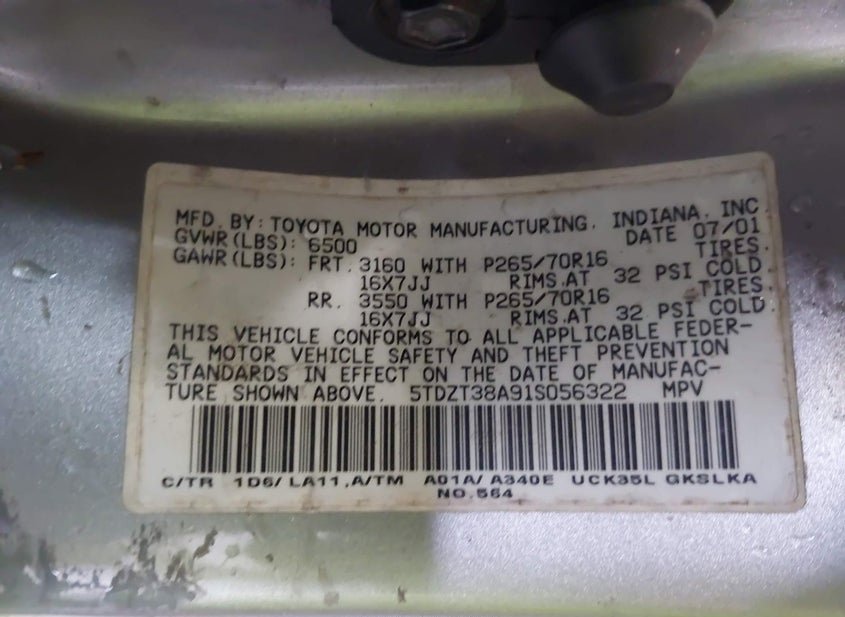 MFD. BY: TOYOTA MOTOR MANUFACTURING, INDIANA, INC.
GVWR(LBS): 6500 DATE 07/01
GAWR(LBS): FRT. 3160 WITH P265/70R16 TIRES,
16X7JJ RIMS,AT 32 PSI COLD.
RR. 3550 WITH P265/70R16 TIRES,
16X7JJ RIMS,AT 32 PSI COLD.
THIS VEHICLE CONFORMS TO ALL APPLICABLE FEDER-
AL MOTOR VEHICLE SAFETY AND THEFT PREVENTION
STANDARDS IN EFFECT ON THE DATE OF MANUFAC-
TURE SHOWN ABOVE. 5TDZT38A91S056322 MPV
C/TR 1D6/LA11,A/TM A01A/A340E UCK35L GKSLKA
NO.564